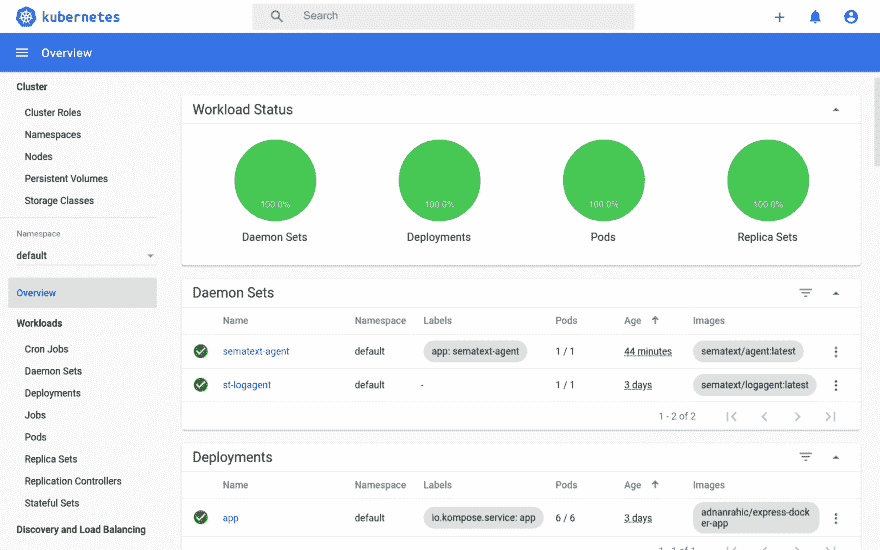 kubernetes
Search
Overview
Cluster
Cluster Roles
Namespaces
Nodes
Persistent Volumes
Storage Classes
Namespace
default
Overview
Workloads
Cron Jobs
Daemon Sets
Deployments
Jobs
Pods
Replica Sets
Replication Controllers
Stateful Sets
Discovery and Load Balancing
Workload Status
100.0% 100.0% 100.0% 100.0%
Daemon Sets Deployments Pods Replica Sets
Daemon Sets
Name Namespace Labels Pods Age Images
sematext-agent default app: sematext-agent 1 / 1 44 minutes sematext/agent:latest
st-logagent default - 1 / 1 3 days sematext/logagent:latest
1 - 2 of 2
Deployments
Name Namespace Labels Pods Age Images
app default io.kompose.service: app 6 / 6 3 days adnanrahic/express-dock
er-app